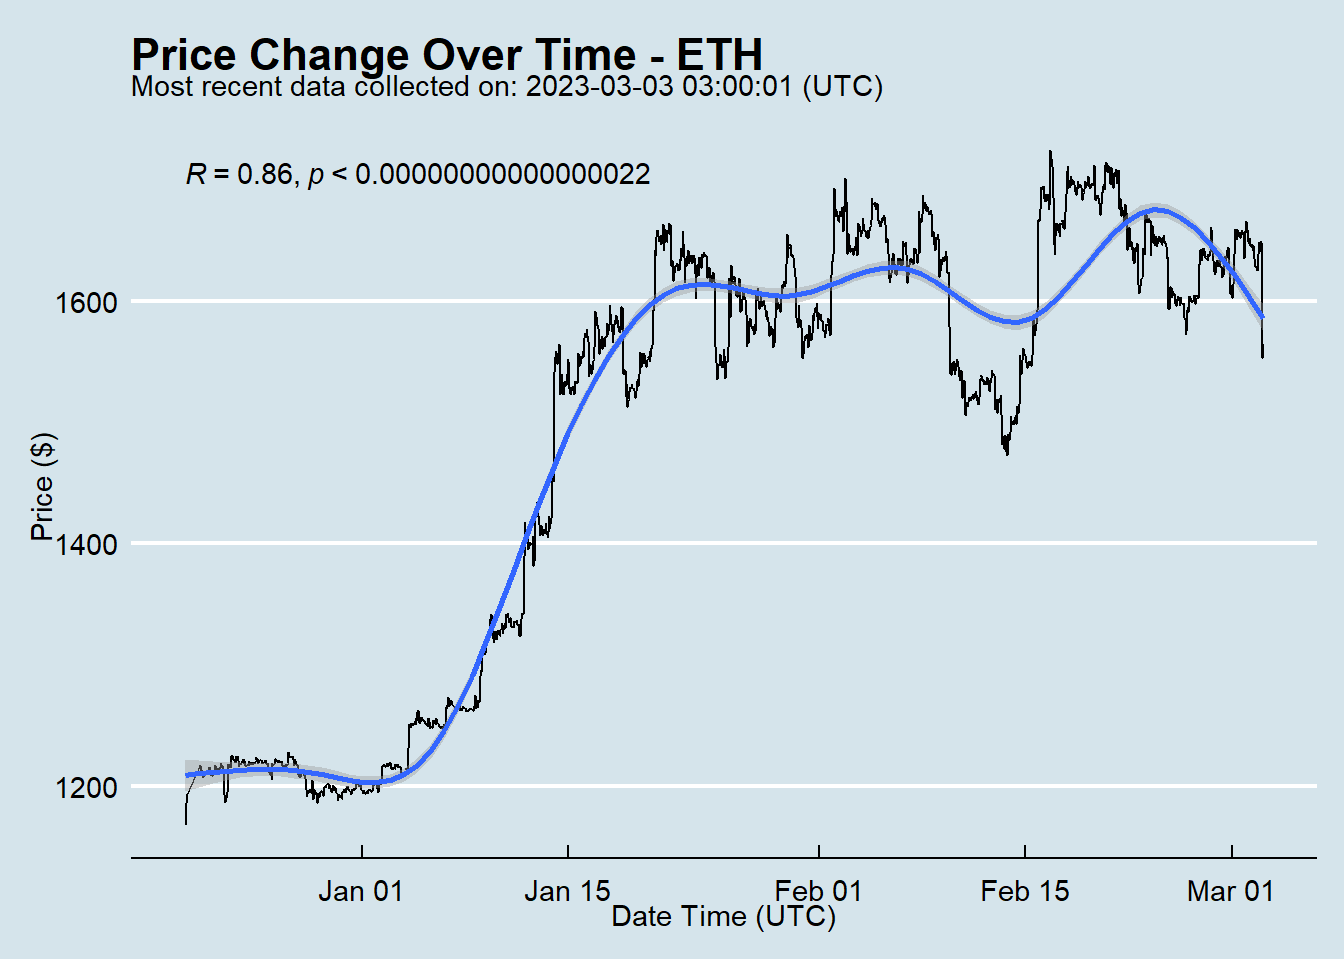 Price Change Over Time - ETH
Most recent data collected on: 2023-03-03 03:00:01 (UTC)
R = 0.86, p < 0.00000000000000022
Price ($)
1600
1400
1200
Jan 01
Jan 15
Feb 01
Feb 15
Mar 01
Date Time (UTC)